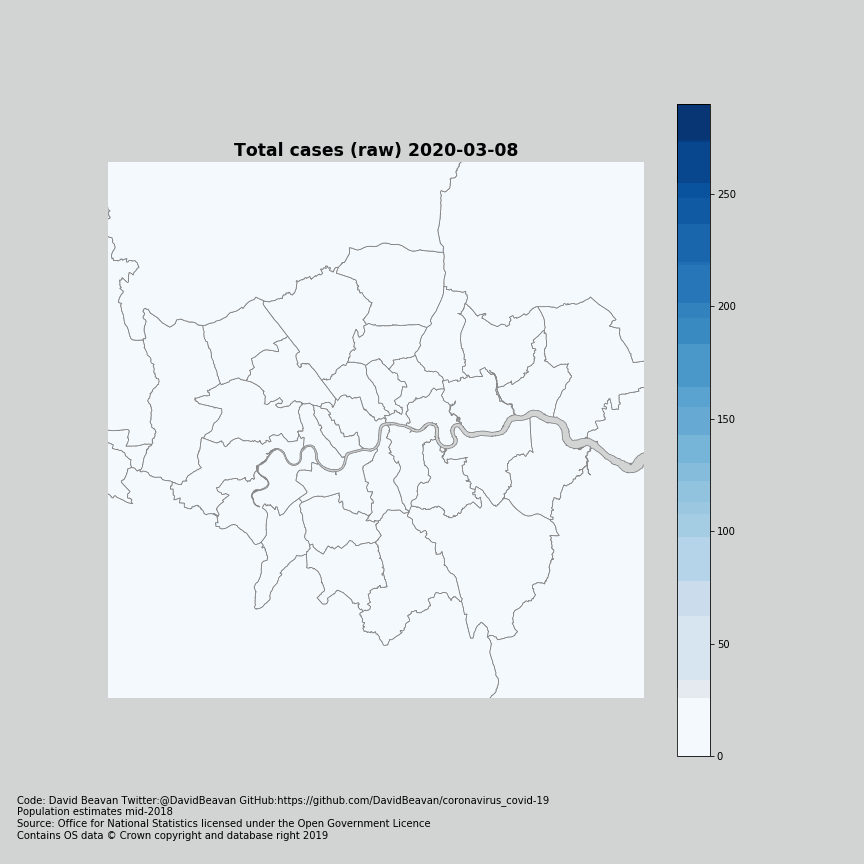 Total cases (raw) 2020-03-08
250
200
150
100
50
0
Code: David Beavan Twitter:@DavidBeavan GitHub:https://github.com/DavidBeavan/coronavirus_covid-19
Population estimates mid-2018
Source: Office for National Statistics licensed under the Open Government Licence
Contains OS data © Crown copyright and database right 2019